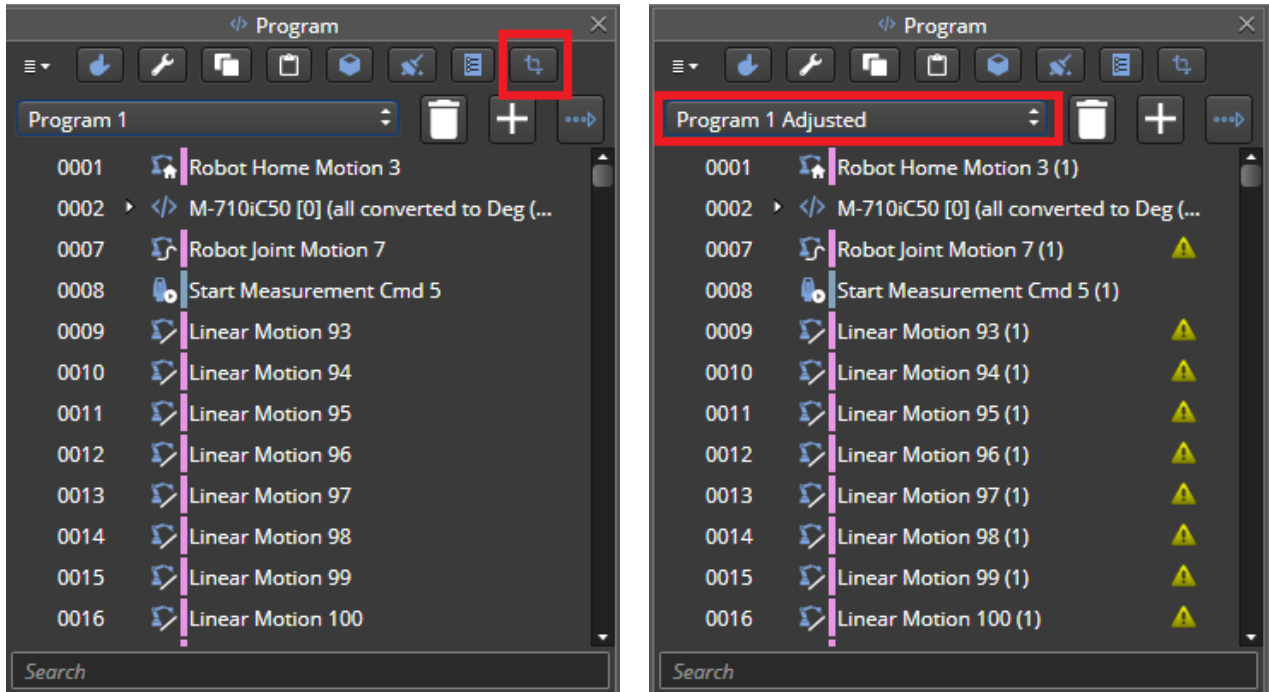 Program
Program 1
0001 Robot Home Motion 3
0002 M-710iC50 [0] (all converted to Deg (...
0007 Robot Joint Motion 7
0008 Start Measurement Cmd 5
0009 Linear Motion 93
0010 Linear Motion 94
0011 Linear Motion 95
0012 Linear Motion 96
0013 Linear Motion 97
0014 Linear Motion 98
0015 Linear Motion 99
0016 Linear Motion 100
Search
Program
Program 1 Adjusted
0001 Robot Home Motion 3 (1)
0002 M-710iC50 [0] (all converted to Deg (...
0007 Robot Joint Motion 7 (1)
0008 Start Measurement Cmd 5 (1)
0009 Linear Motion 93 (1)
0010 Linear Motion 94 (1)
0011 Linear Motion 95 (1)
0012 Linear Motion 96 (1)
0013 Linear Motion 97 (1)
0014 Linear Motion 98 (1)
0015 Linear Motion 99 (1)
0016 Linear Motion 100 (1)
Search